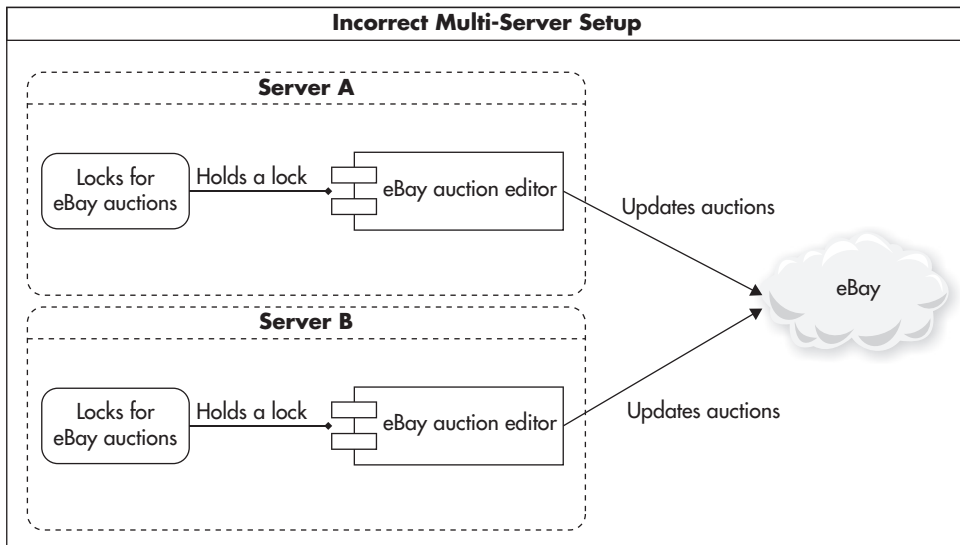 Incorrect Multi-Server Setup
Server A
Locks for
eBay auctions
Holds a lock
eBay auction editor
Updates auctions
eBay
Server B
Locks for
eBay auctions
Holds a lock
eBay auction editor
Updates auctions